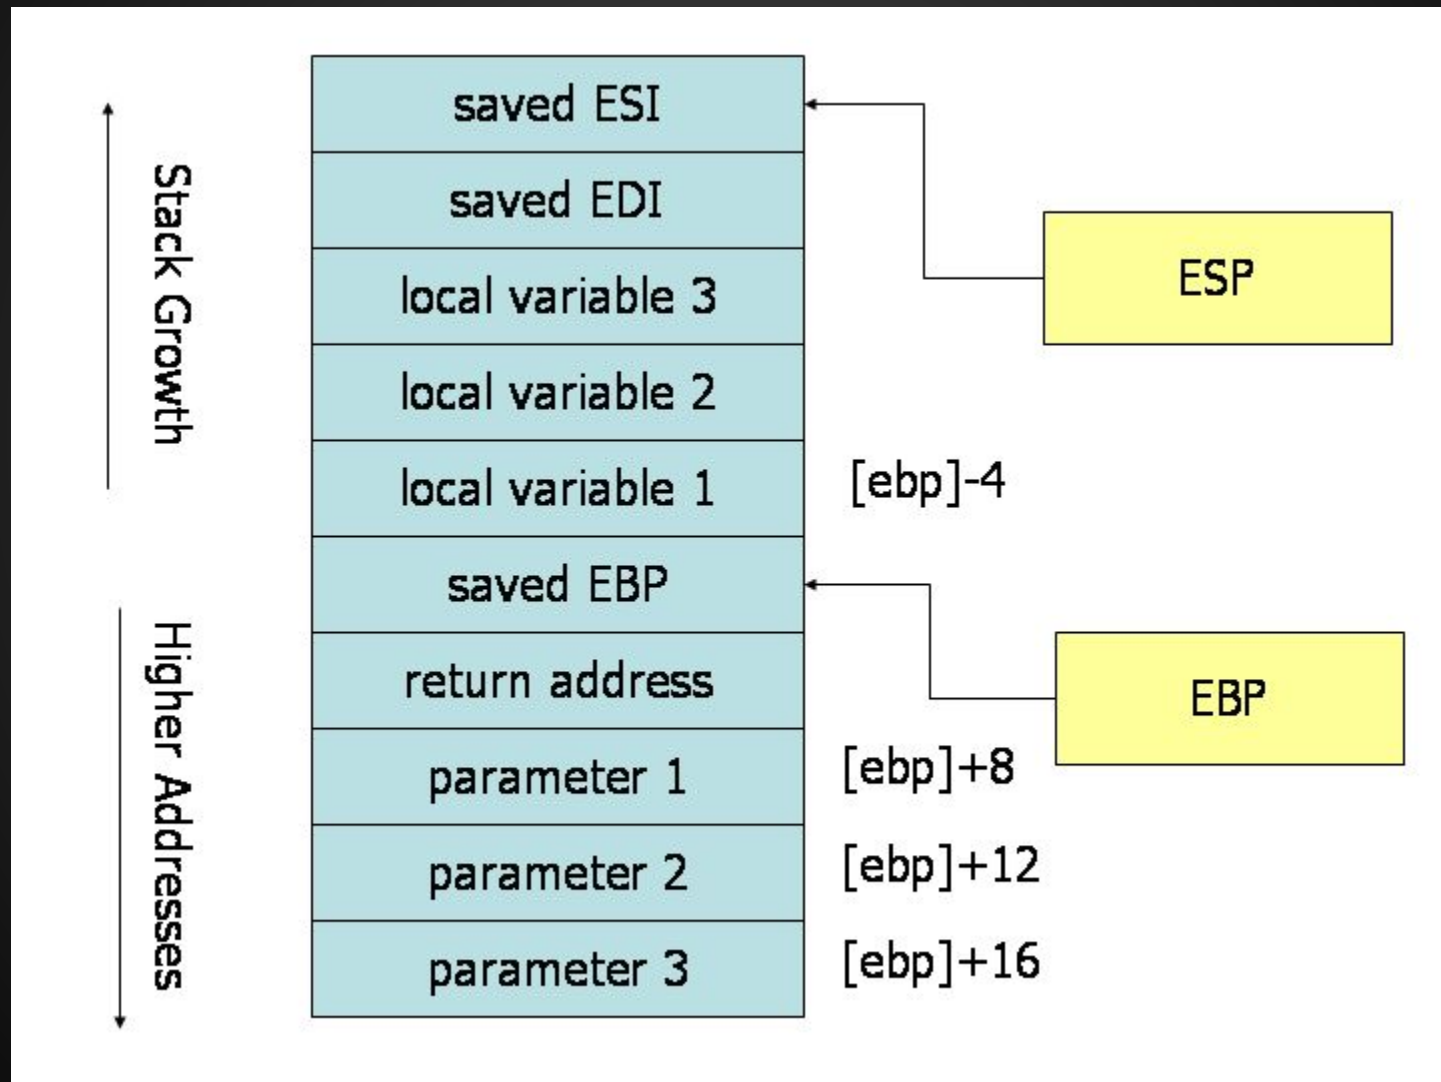 saved ESI
saved EDI
local variable 3
local variable 2
local variable 1
saved EBP
return address
parameter 1
parameter 2
parameter 3
Stack Growth
Higher Addresses
[ebp]-4
[ebp]+8
[ebp]+12
[ebp]+16
ESP
EBP